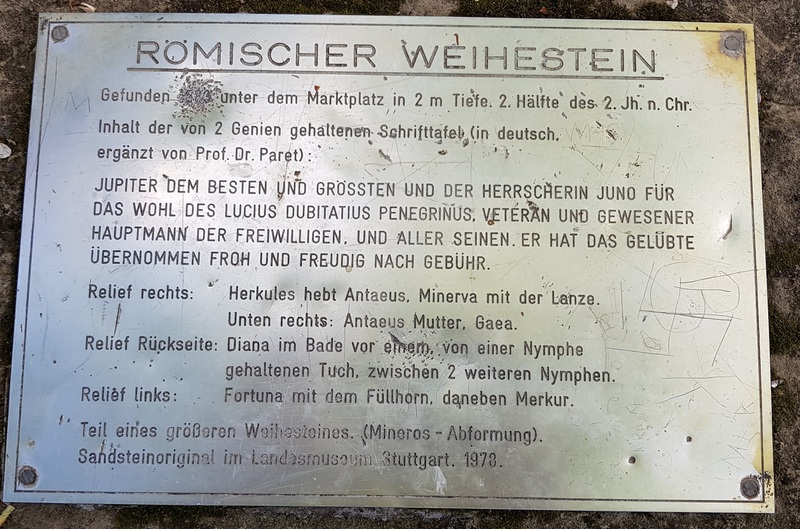 RÖMISCHER WEIHESTEIN
Gefunden unter dem Marktplatz in 2 m Tiefe. 2. Hälfte des 2. Jh. n. Chr.
Inhalt der von 2 Genien gehaltenen Schrifttafel (in deutsch,
ergänzt von Prof. Dr. Paret):
JUPITER DEM BESTEN UND GRÖSSTEN UND DER HERRSCHERIN JUNO FÜR
DAS WOHL DES LUCIUS DUBITATIUS PENEGRINUS, VETERAN UND GEWESENER
HAUPTMANN DER FREIWILLIGEN, UND ALLER SEINEN. ER HAT DAS GELÜBTE
ÜBERNOMMEN FROH UND FREUDIG NACH GEBÜHR.
Relief rechts: Herkules hebt Antaeus, Minerva mit der Lanze.
Unten rechts: Antaeus Mutter, Gaea.
Relief Rückseite: Diana im Bade vor einem, von einer Nymphe
gehaltenen Tuch, zwischen 2 weiteren Nymphen.
Relief links: Fortuna mit dem Füllhorn, daneben Merkur.
Teil eines größeren Weihesteines. (Mineros - Abformung).
Sandsteinoriginal im Landesmuseum Stuttgart. 1978.